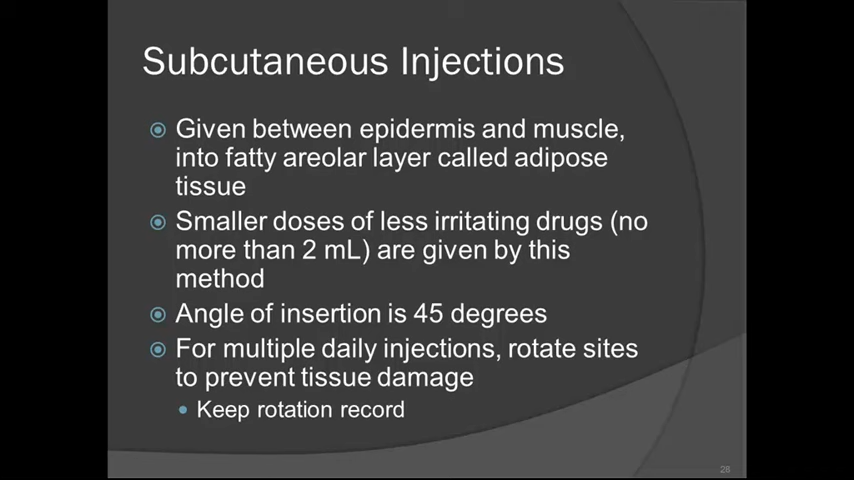 Subcutaneous Injections
Given between epidermis and muscle,
into fatty areolar layer called adipose
tissue
Smaller doses of less irritating drugs (no
more than 2 mL) are given by this
method
Angle of insertion is 45 degrees
For multiple daily injections, rotate sites
to prevent tissue damage
Keep rotation record
28